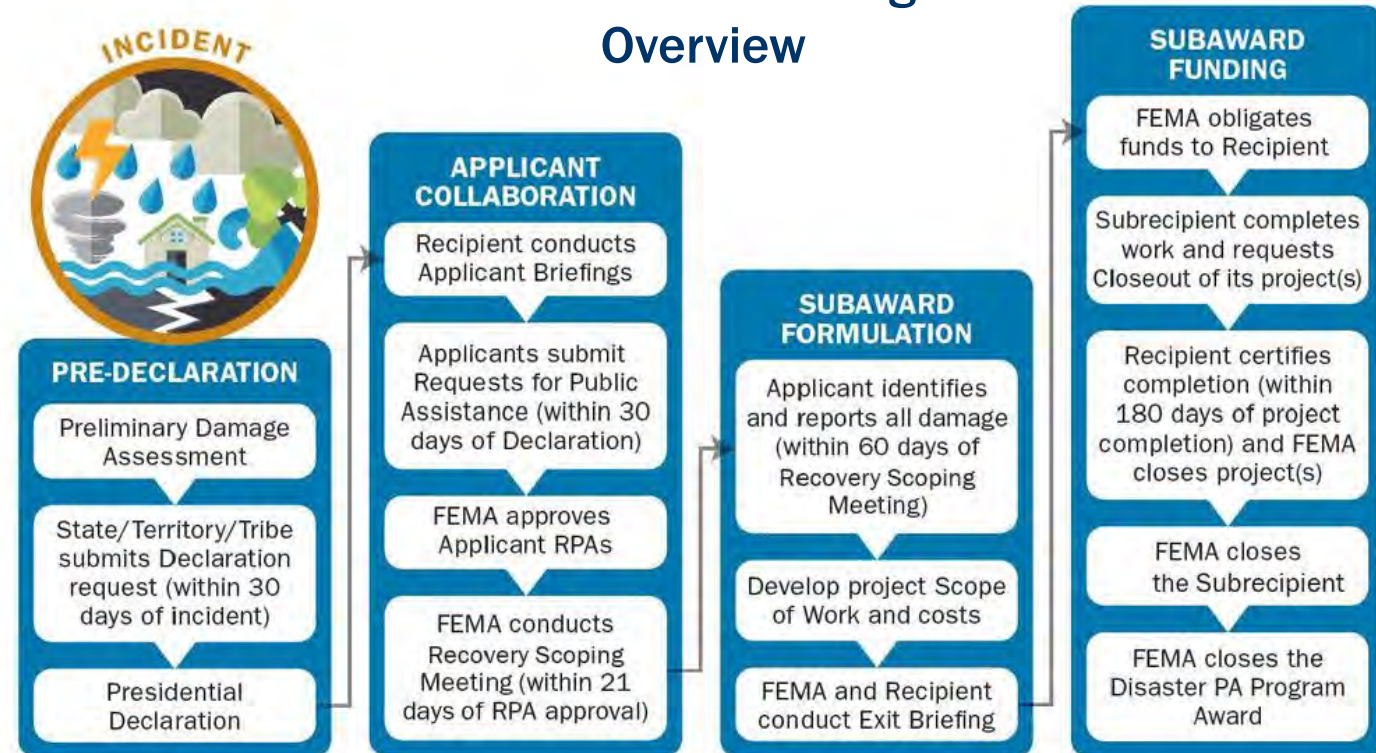 Overview
INCIDENT
PRE-DECLARATION
Preliminary Damage
Assessment
State/Territory/Tribe
submits Declaration
request (within 30
days of incident)
Presidential
Declaration
APPLICANT
COLLABORATION
Recipient conducts
Applicant Briefings
Applicants submit
Requests for Public
Assistance (within 30
days of Declaration)
FEMA approves
Applicant RPAs
FEMA conducts
Recovery Scoping
Meeting (within 21
days of RPA approval)
SUBAWARD
FORMULATION
Applicant identifies
and reports all damage
(within 60 days of
Recovery Scoping
Meeting)
Develop project Scope
of Work and costs
FEMA and Recipient
conduct Exit Briefing
SUBAWARD
FUNDING
FEMA obligates
funds to Recipient
Subrecipient completes
work and requests
Closeout of its project(s)
Recipient certifies
completion (within
180 days of project
completion) and FEMA
closes project(s)
FEMA closes
the Subrecipient
FEMA closes the
Disaster PA Program
Award